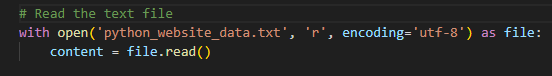 # Read the text file
with open('python_website_data.txt', 'r', encoding='utf-8') as file:
    content = file.read()